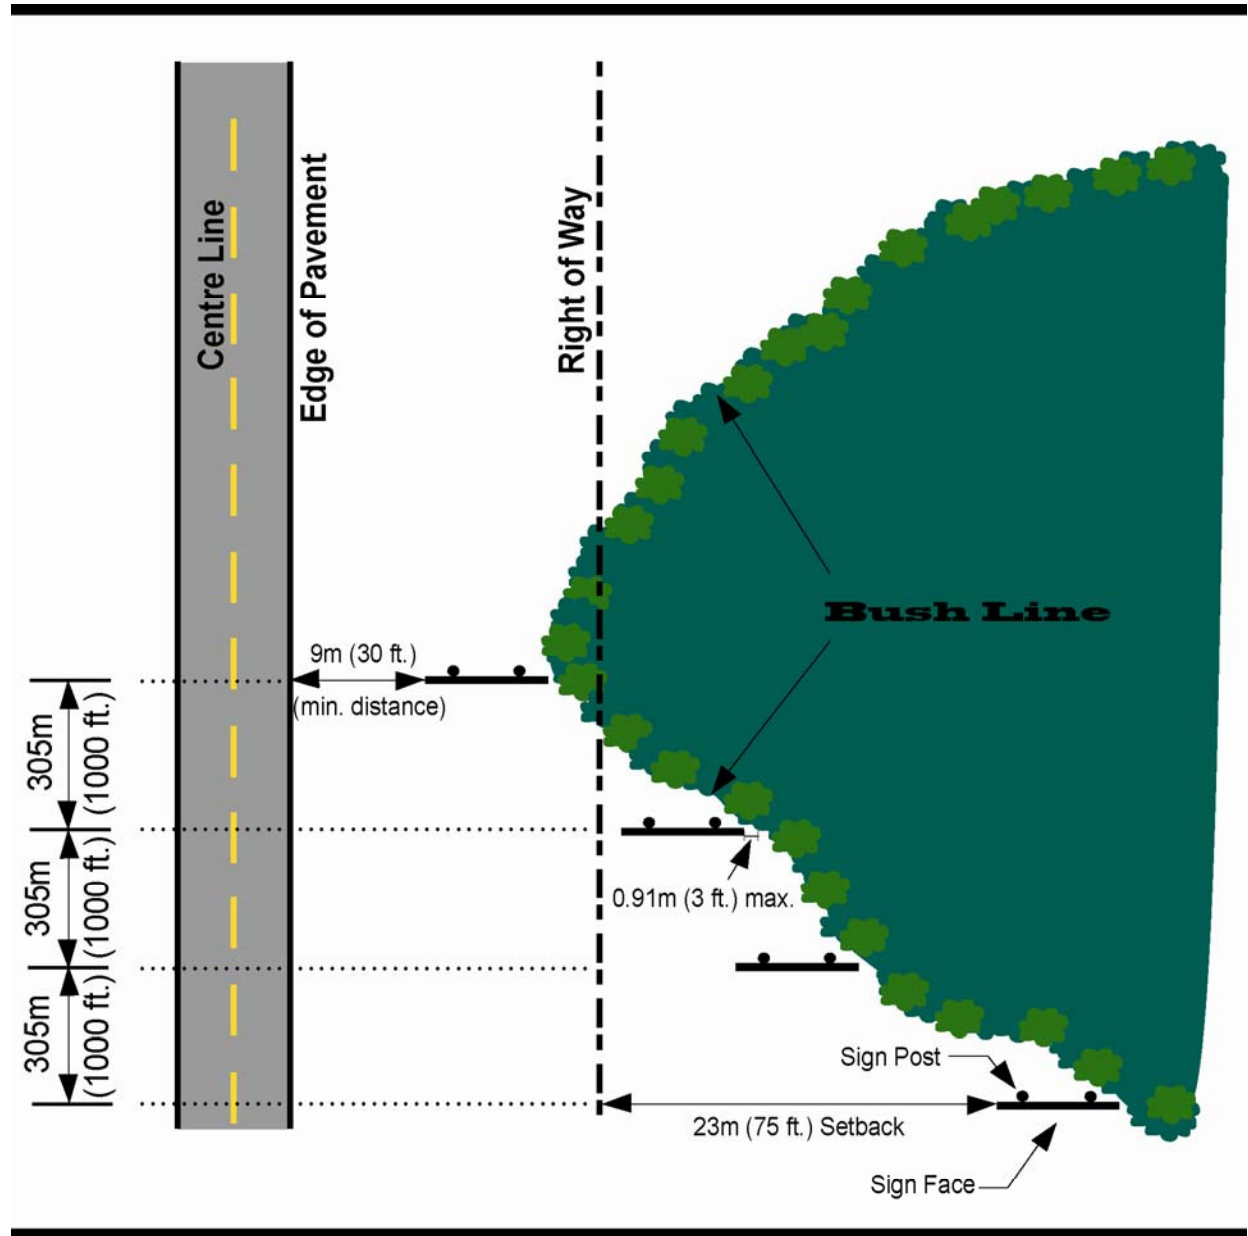 Centre Line
Edge of Pavement
Right of Way
Bush Line
9m (30 ft.)
(min. distance)
305m
(1000 ft.)
305m
(1000 ft.)
0.91m (3 ft.) max.
305m
(1000 ft.)
Sign Post
23m (75 ft.) Setback
Sign Face